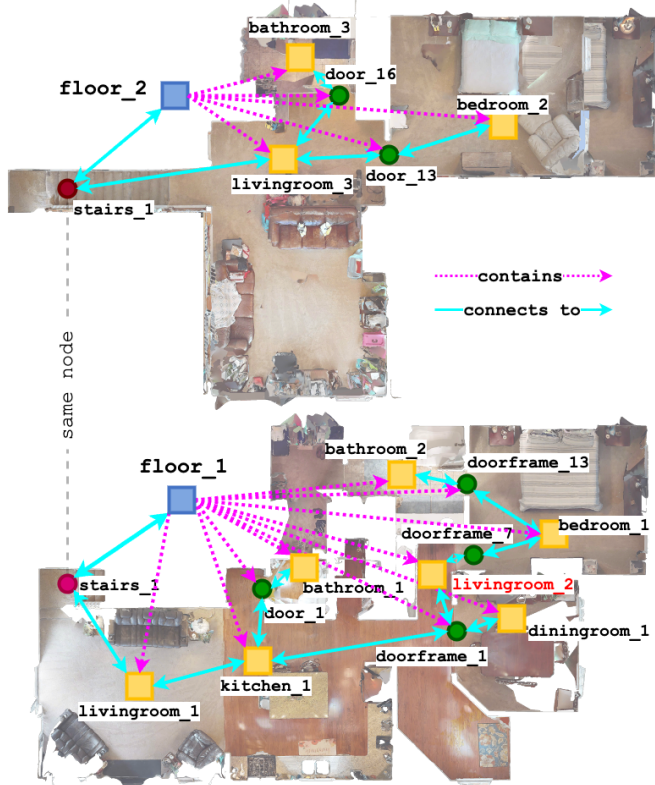 bathroom_3
door_16
floor_2
bedroom_2
livingroom_3
door_13
stairs_1
contains
connects to
same node
bathroom_2
floor_1
doorframe_13
bedroom_1
doorframe_7
stairs_1
bathroom_1
livingroom_2
door_1
diningroom_1
doorframe_1
kitchen_1
livingroom_1